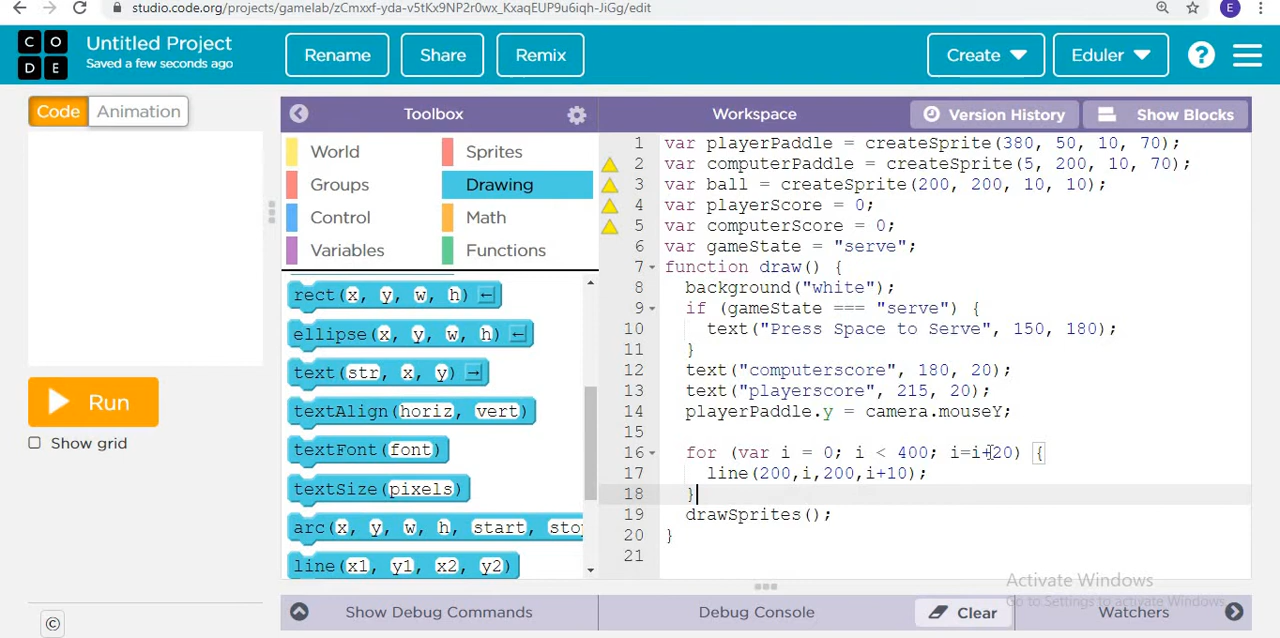 studio.code.org/projects/gamelab/zCmxxf-yda-v5tKx9NP2r0wx_KxaqEUP9u6iqh-JiGg/edit
E
C O
D E
Untitled Project
Saved a few seconds ago
Rename
Share
Remix
Create
Eduler
?
Code
Animation
Toolbox
Workspace
Version History
Show Blocks
World
Sprites
Groups
Drawing
Control
Math
Variables
Functions
rect(x, y, w, h)
ellipse(x, y, w, h)
text(str, x, y)
textAlign(horiz, vert)
textFont(font)
textSize(pixels)
arc(x, y, w, h, start, sto
line(x1, y1, x2, y2)
Run
Show grid
1 var playerPaddle = createSprite(380, 50, 10, 70);
2 var computerPaddle = createSprite(5, 200, 10, 70);
3 var ball = createSprite(200, 200, 10, 10);
4 var playerScore = 0;
5 var computerScore = 0;
6 var gameState = "serve";
7 function draw() {
8 background("white");
9 if (gameState === "serve") {
10 text("Press Space to Serve", 150, 180);
11 }
12 text("computerscore", 180, 20);
13 text("playerscore", 215, 20);
14 playerPaddle.y = camera.mouseY;
15
16 for (var i = 0; i < 400; i=i+20) {
17 line(200,i,200,i+10);
18 }
19 drawSprites();
20 }
21
Activate Windows
Go to Settings to activate Windows.
©
Show Debug Commands
Debug Console
Clear
Watchers